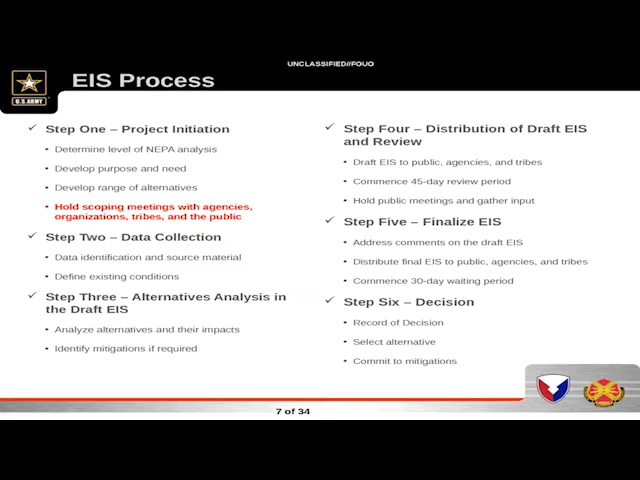 UNCLASSIFIED//FOUO
EIS Process
U.S.ARMY
✓ Step One – Project Initiation
• Determine level of NEPA analysis
• Develop purpose and need
• Develop range of alternatives
• Hold scoping meetings with agencies,
organizations, tribes, and the public
✓ Step Two – Data Collection
• Data identification and source material
• Define existing conditions
✓ Step Three – Alternatives Analysis in
the Draft EIS
• Analyze alternatives and their impacts
• Identify mitigations if required
✓ Step Four – Distribution of Draft EIS
and Review
• Draft EIS to public, agencies, and tribes
• Commence 45-day review period
• Hold public meetings and gather input
✓ Step Five – Finalize EIS
• Address comments on the draft EIS
• Distribute final EIS to public, agencies, and tribes
• Commence 30-day waiting period
✓ Step Six – Decision
• Record of Decision
• Select alternative
• Commit to mitigations
7 of 34